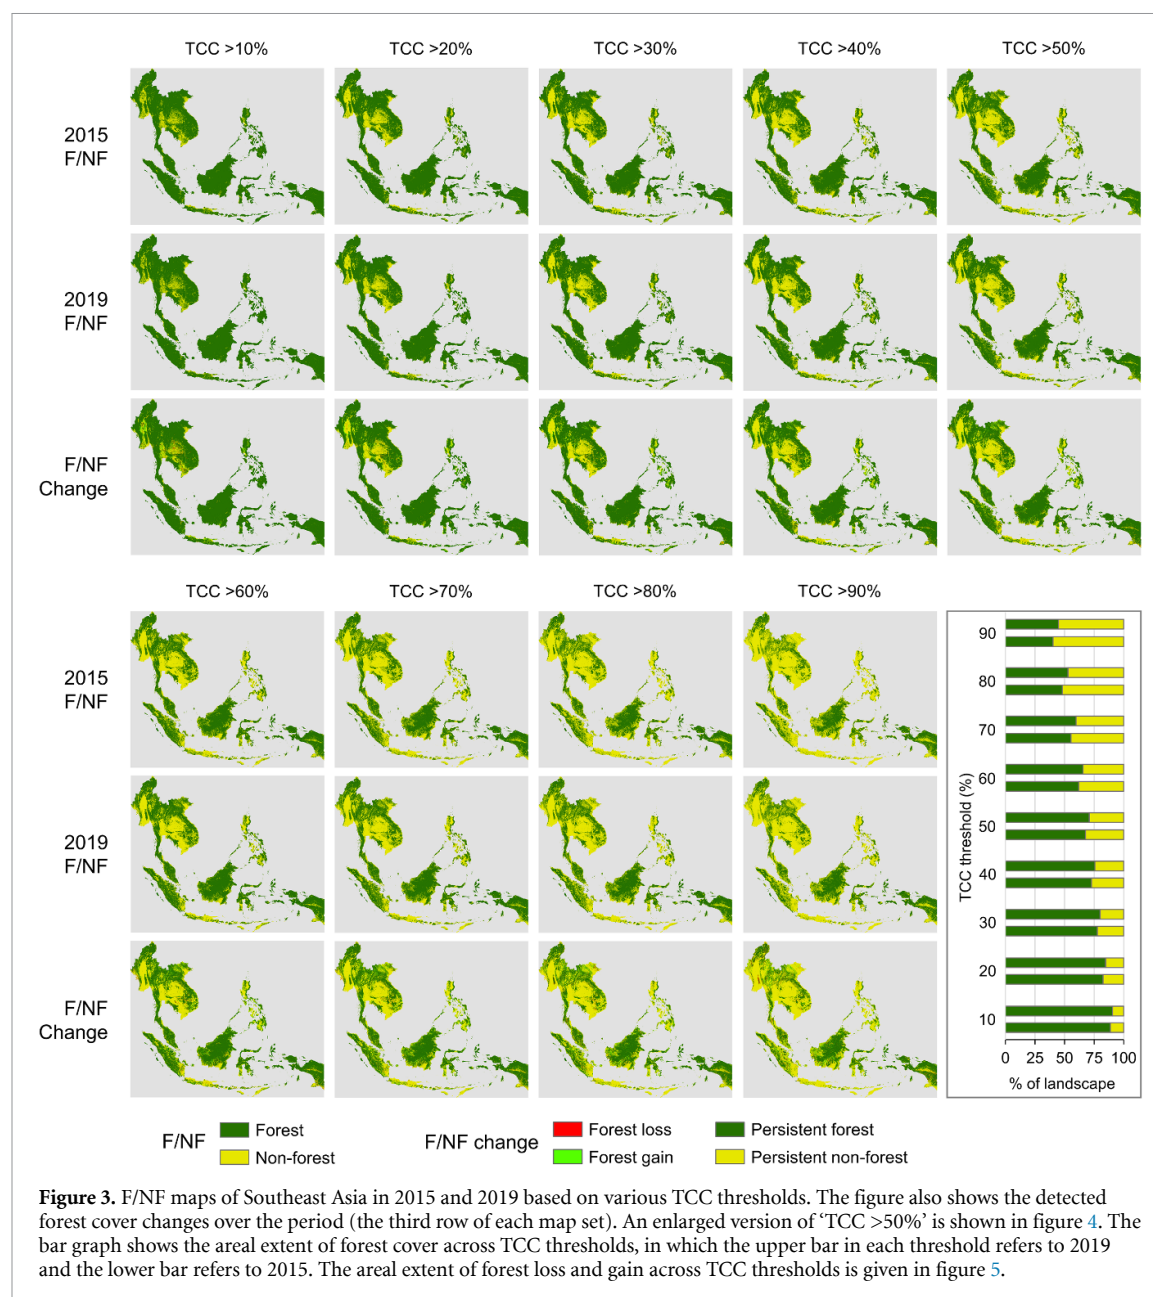 TCC >10% TCC >20% TCC >30% TCC >40% TCC >50%
2015
F/NF
2019
F/NF
F/NF
Change
TCC >60% TCC >70% TCC >80% TCC >90%
2015
F/NF
2019
F/NF
F/NF
Change
TCC threshold (%)
90
80
70
60
50
40
30
20
10
0 25 50 75 100
% of landscape
F/NF Forest Non-forest
F/NF change Forest loss Persistent forest
Forest gain Persistent non-forest
Figure 3. F/NF maps of Southeast Asia in 2015 and 2019 based on various TCC thresholds. The figure also shows the detected
forest cover changes over the period (the third row of each map set). An enlarged version of ‘TCC >50%’ is shown in figure 4. The
bar graph shows the areal extent of forest cover across TCC thresholds, in which the upper bar in each threshold refers to 2019
and the lower bar refers to 2015. The areal extent of forest loss and gain across TCC thresholds is given in figure 5.